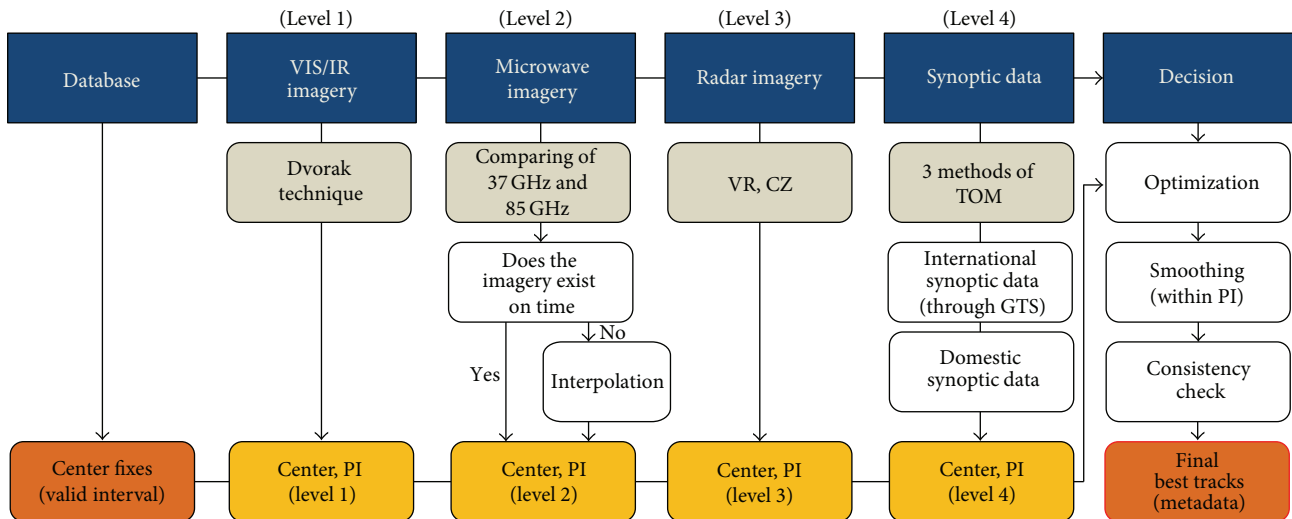 (Level 1)
(Level 2)
(Level 3)
(Level 4)
Database
VIS/IR
imagery
Microwave
imagery
Radar imagery
Synoptic data
Decision
Dvorak
technique
Comparing of
37 GHz and
85 GHz
VR, CZ
3 methods of
TOM
Optimization
Does the
imagery exist
on time
International
synoptic data
(through GTS)
Smoothing
(within PI)
No
Yes
Interpolation
Domestic
synoptic data
Consistency
check
Center fixes
(valid interval)
Center, PI
(level 1)
Center, PI
(level 2)
Center, PI
(level 3)
Center, PI
(level 4)
Final
best tracks
(metadata)